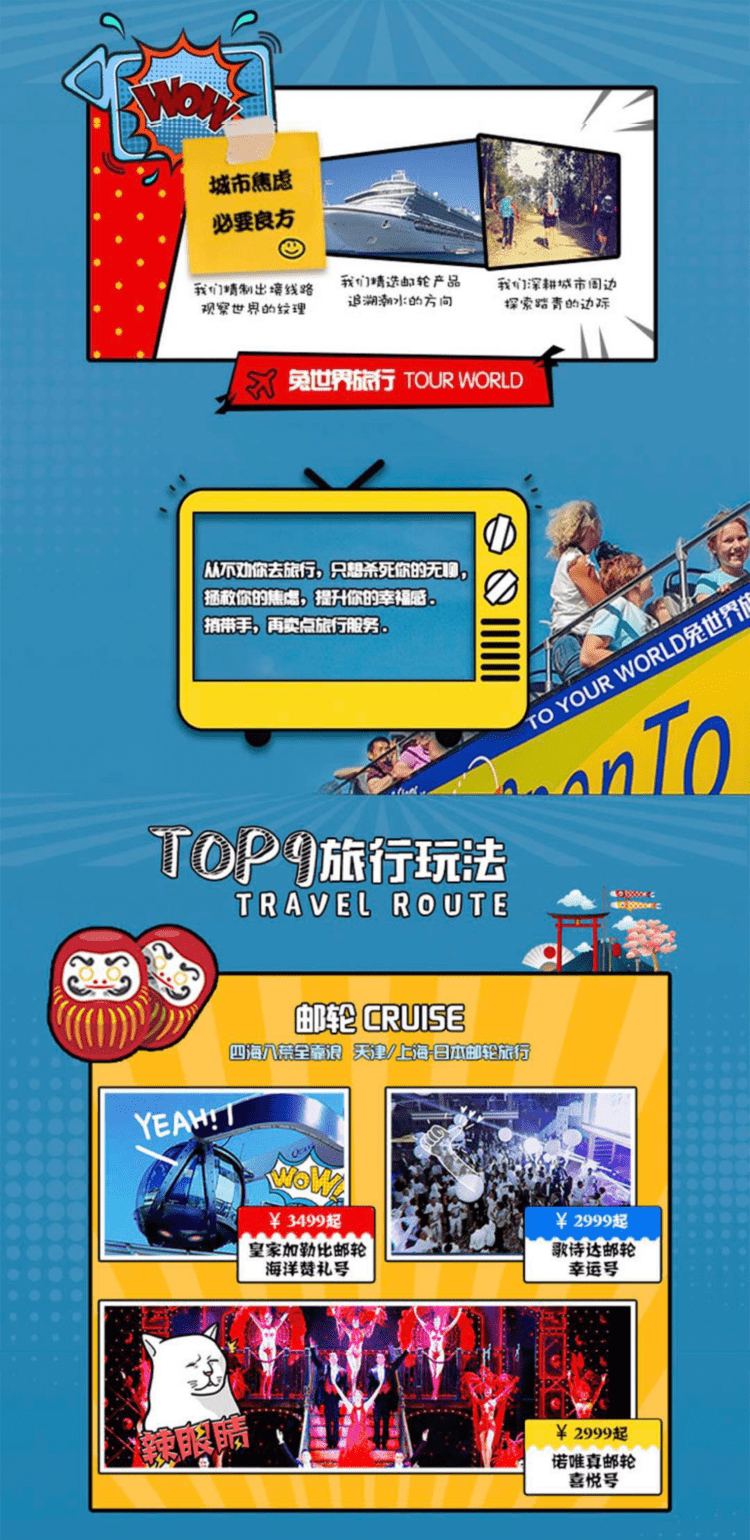 WOW
城市焦虑
必要良方
我们精制出境线路
观察世界的纹理
我们精选邮轮产品
追溯潮水的方向
我们深耕城市周边
探索踏青的边际
兔世界旅行 TOUR WORLD
从不劝你去旅行，只想杀死你的无聊，
拯救你的焦虑，提升你的幸福感.
捎带手，再卖点旅行服务.
TO YOUR WORLD兔世界旅
OpenTo
TOP9旅行玩法
TRAVEL ROUTE
邮轮 CRUISE
四海八荒全靠浪 天津/上海-日本邮轮旅行
YEAH!!
WOW!
¥ 3499起
皇家加勒比邮轮
海洋赞礼号
¥ 2999起
歌诗达邮轮
幸运号
辣眼睛
¥ 2999起
诺唯真邮轮
喜悦号